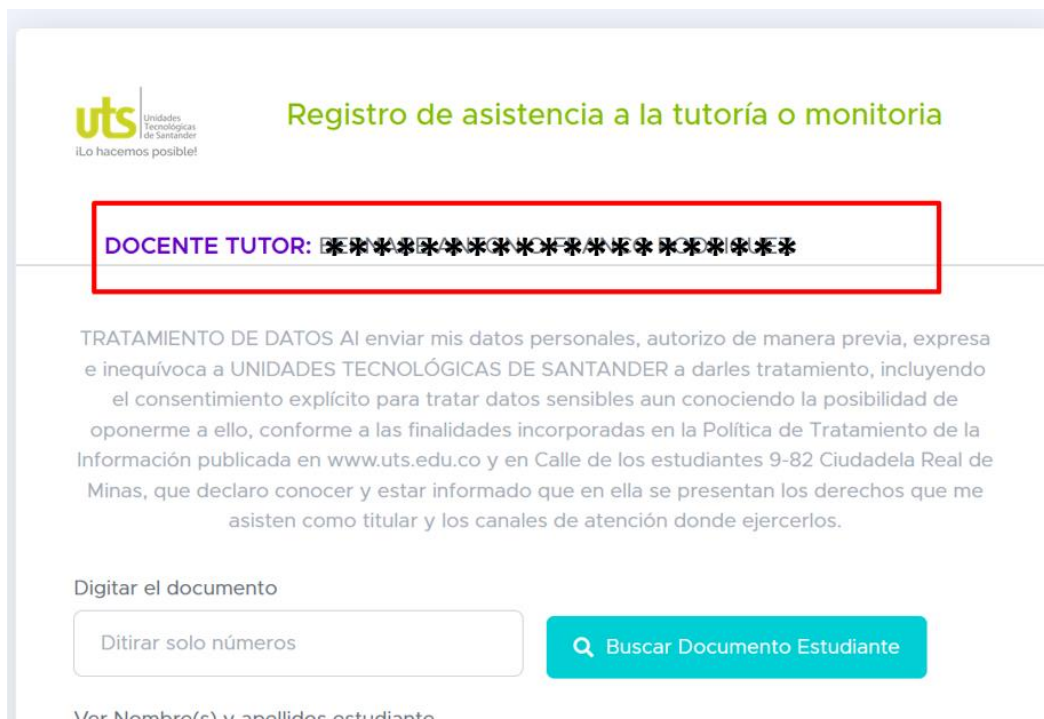 uts
Unidades
Tecnológicas
de Santander
¡Lo hacemos posible!
Registro de asistencia a la tutoría o monitoria
DOCENTE TUTOR:
TRATAMIENTO DE DATOS Al enviar mis datos personales, autorizo de manera previa, expresa
e inequívoca a UNIDADES TECNOLÓGICAS DE SANTANDER a darles tratamiento, incluyendo
el consentimiento explícito para tratar datos sensibles aun conociendo la posibilidad de
oponerme a ello, conforme a las finalidades incorporadas en la Política de Tratamiento de la
Información publicada en www.uts.edu.co y en Calle de los estudiantes 9-82 Ciudadela Real de
Minas, que declaro conocer y estar informado que en ella se presentan los derechos que me
asisten como titular y los canales de atención donde ejercerlos.
Digitar el documento
Ditirar solo números
Buscar Documento Estudiante
Ver Nombre(s) y apellidos estudiante